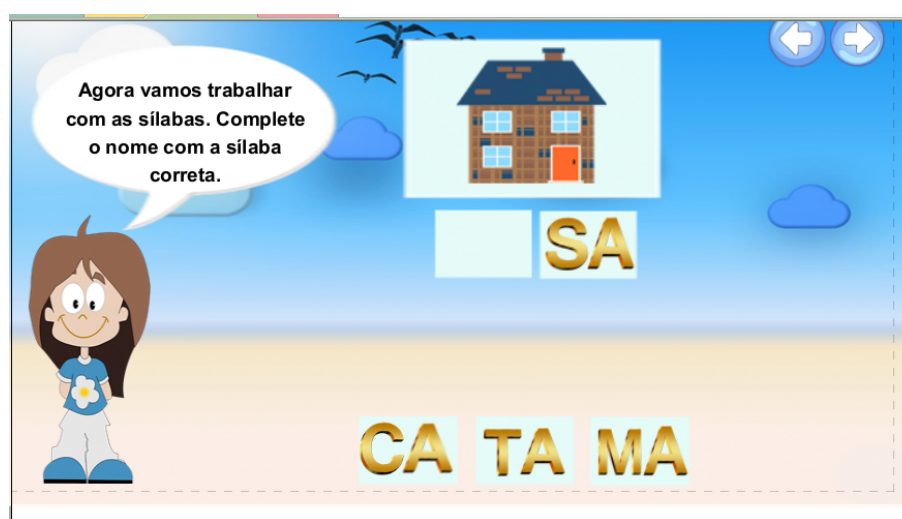 Agora vamos trabalhar
com as sílabas. Complete
o nome com a sílaba
correta.
SA
CA TA MA